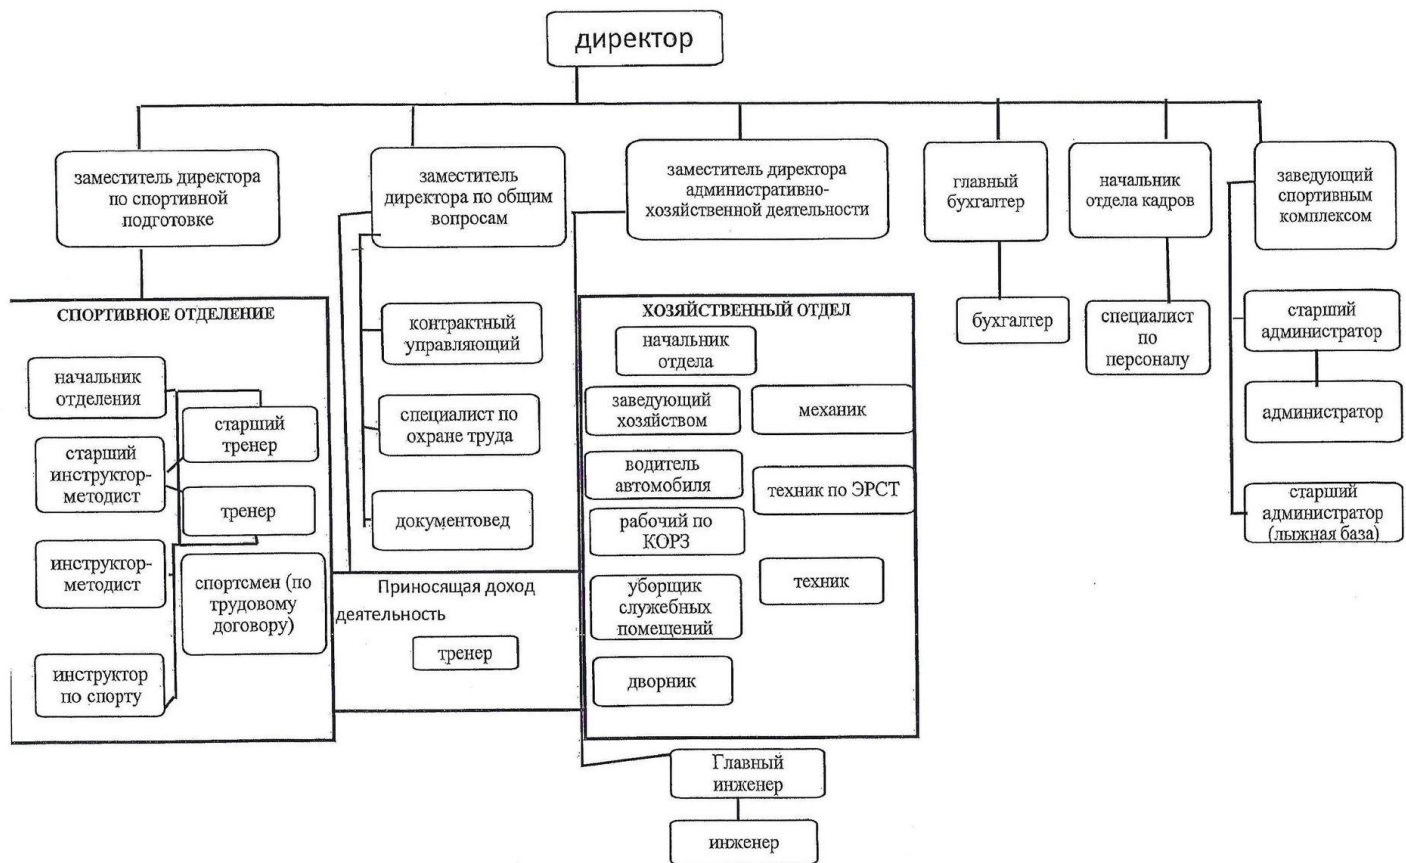 директор
заместитель директора
по спортивной
подготовке
заместитель
директора по общим
вопросам
заместитель директора
административно-
хозяйственной деятельности
главный
бухгалтер
начальник
отдела кадров
заведующий
спортивным
комплексом
СПОРТИВНОЕ ОТДЕЛЕНИЕ
начальник
отделения
старший
тренер
старший
инструктор-
методист
тренер
инструктор-
методист
спортсмен (по
трудовому
договору)
инструктор
по спорту
контрактный
управляющий
специалист по
охране труда
документовед
Приносящая доход
деятельность
тренер
ХОЗЯЙСТВЕННЫЙ ОТДЕЛ
начальник
отдела
заведующий
хозяйством
механик
водитель
автомобиля
техник по ЭРСТ
рабочий по
КОРЗ
техник
уборщик
служебных
помещений
дворник
Главный
инженер
инженер
бухгалтер
специалист
по
персоналу
старший
администратор
администратор
старший
администратор
(лыжная база)